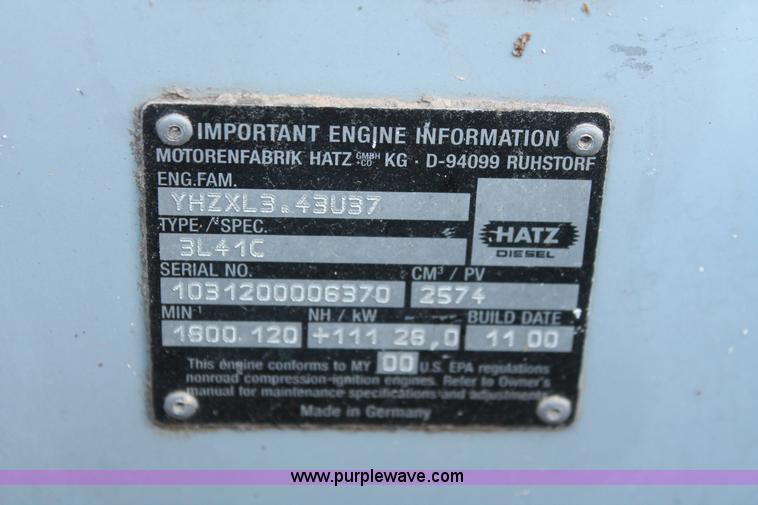 IMPORTANT ENGINE INFORMATION
MOTORENFABRIK HATZ GMBH +CO KG · D-94099 RUHSTORF
ENG.FAM.
YHZXL3.43U37
TYPE / SPEC.
3L41C
HATZ
DIESEL
SERIAL NO. CM³ / PV
1031200006370 2574
MIN⁻¹ NH / kW BUILD DATE
1800 120 +111 28,0 11 00
This engine conforms to MY 00 U.S. EPA regulations
nonroad compression-ignition engines. Refer to Owner's
manual for maintenance specifications and adjustments
Made in Germany
www.purplewave.com